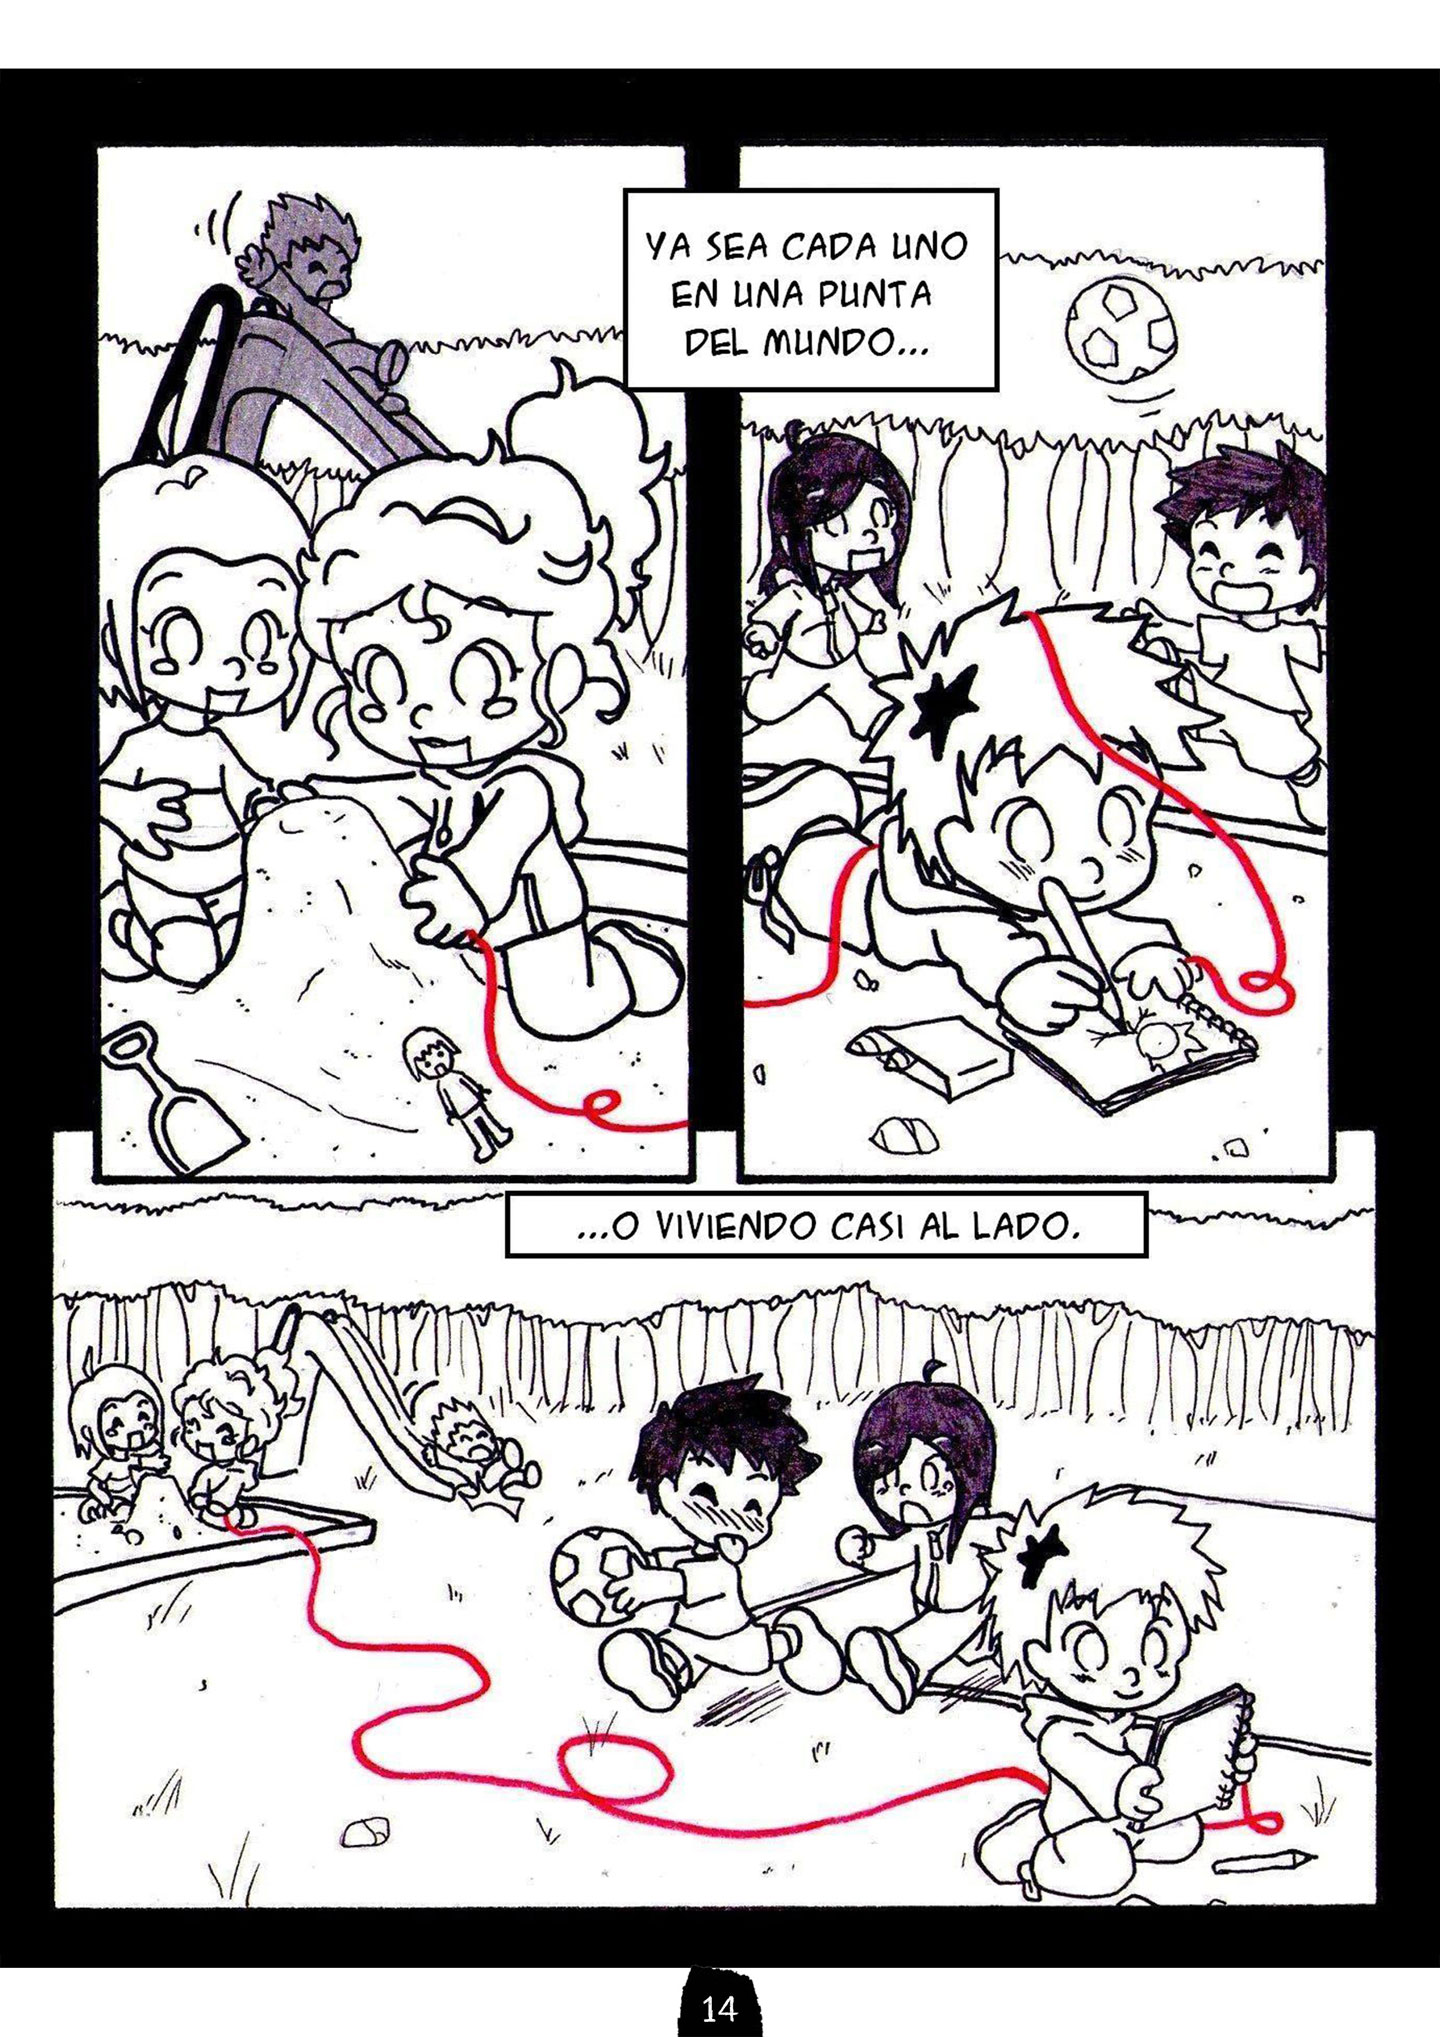 YA SEA CADA UNO
EN UNA PUNTA
DEL MUNDO...
...O VIVIENDO CASI AL LADO.
14